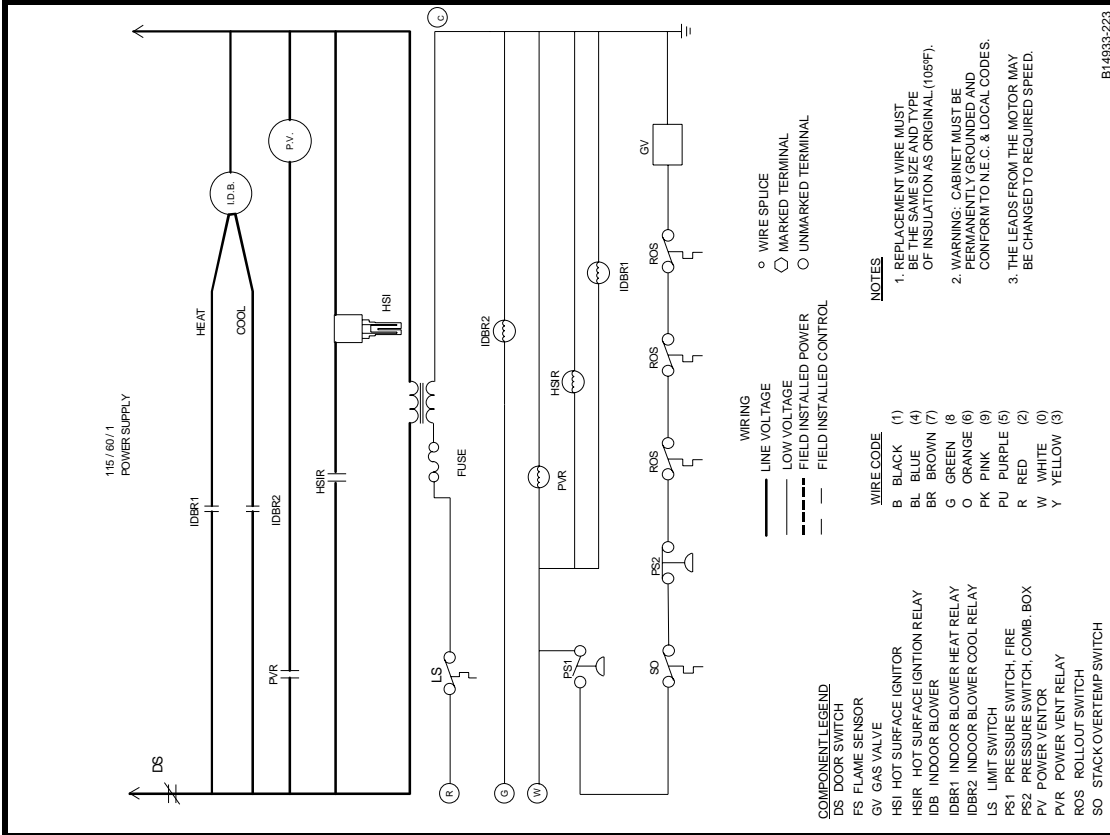 115 / 60 / 1
POWER SUPPLY
DS
IDBR1
HEAT
I.D.B.
COOL
IDBR2
PVR
P.V.
HSIR
HSI
C
FUSE
LS
R
G
IDBR2
W
PVR
HSIR
IDBR1
PS1
SO
PS2
ROS
ROS
ROS
GV
WIRING
LINE VOLTAGE
LOW VOLTAGE
FIELD INSTALLED POWER
FIELD INSTALLED CONTROL
WIRE SPLICE
MARKED TERMINAL
UNMARKED TERMINAL
COMPONENT LEGEND
DS DOOR SWITCH
FS FLAME SENSOR
GV GAS VALVE
HSI HOT SURFACE IGNITOR
HSIR HOT SURFACE IGNITION RELAY
IDB INDOOR BLOWER
IDBR1 INDOOR BLOWER HEAT RELAY
IDBR2 INDOOR BLOWER COOL RELAY
LS LIMIT SWITCH
PS1 PRESSURE SWITCH, FIRE
PS2 PRESSURE SWITCH, COMB. BOX
PV POWER VENTOR
PVR POWER VENT RELAY
ROS ROLLOUT SWITCH
SO STACK OVERTEMP SWITCH
WIRE CODE
B BLACK (1)
BL BLUE (4)
BR BROWN (7)
G GREEN (8
O ORANGE (6)
PK PINK (9)
PU PURPLE (5)
R RED (2)
W WHITE (0)
Y YELLOW (3)
NOTES
1. REPLACEMENT WIRE MUST
BE THE SAME SIZE AND TYPE
OF INSULATION AS ORIGINAL (105ºF).
2. WARNING: CABINET MUST BE
PERMANENTLY GROUNDED AND
CONFORM TO N.E.C. & LOCAL CODES.
3. THE LEADS FROM THE MOTOR MAY
BE CHANGED TO REQUIRED SPEED.
B14933-223